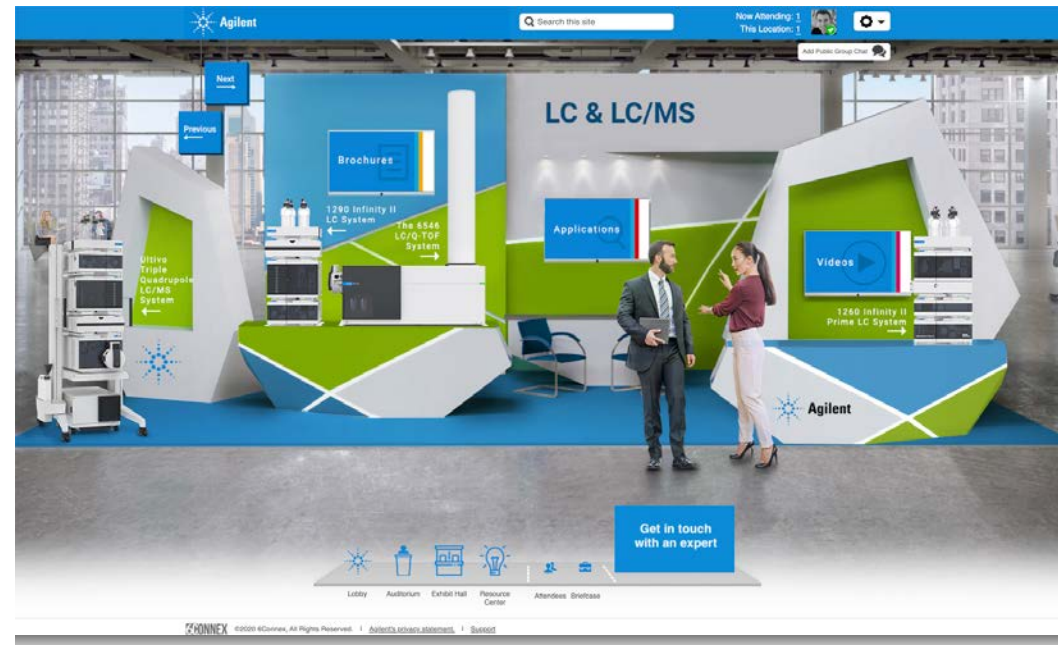 Agilent
Search this site
Now Attending: 1
This Location: 1
Add Public Group Chat
Next
Previous
LC & LC/MS
Brochures
1290 Infinity II
LC System
The 6546
LC/Q-TOF
System
Applications
Videos
1260 Infinity II
Prime LC System
Ultivo
Triple
Quadrupole
LC/MS
System
Agilent
Get in touch
with an expert
Lobby
Auditorium
Exhibit Hall
Resource
Center
Attendees
Briefcase
6CONNEX ©2020 6Connex, All Rights Reserved. | Agilent's privacy statement. | Support